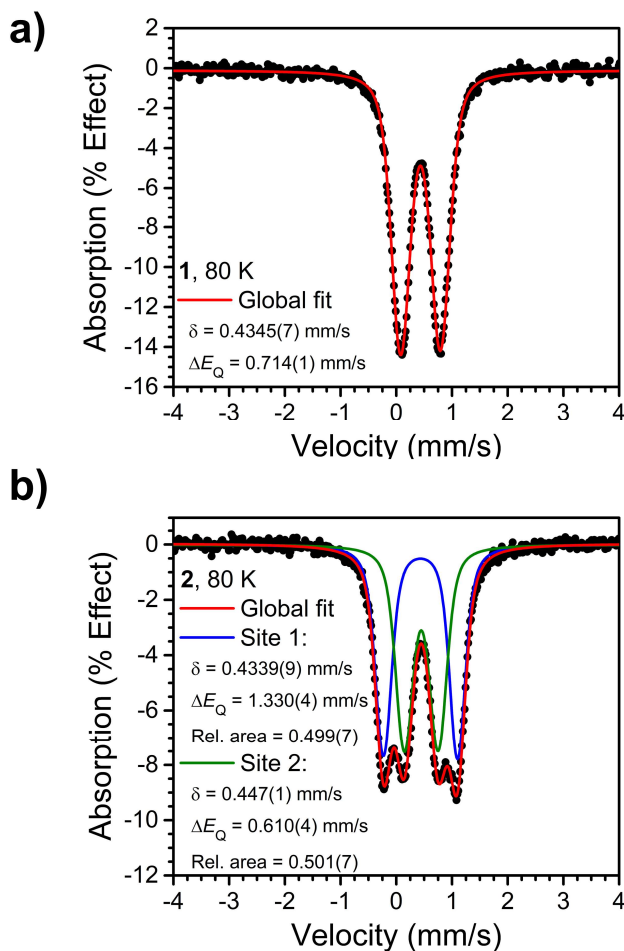 a)
2
0
-2
-4
-6
-8
-10
-12
-14
-16
Absorption (% Effect)
1, 80 K
Global fit
δ = 0.4345(7) mm/s
ΔEQ = 0.714(1) mm/s
-4 -3 -2 -1 0 1 2 3 4
Velocity (mm/s)
b)
0
-2
-4
-6
-8
-10
-12
Absorption (% Effect)
2, 80 K
Global fit
Site 1:
δ = 0.4339(9) mm/s
ΔEQ = 1.330(4) mm/s
Rel. area = 0.499(7)
Site 2:
δ = 0.447(1) mm/s
ΔEQ = 0.610(4) mm/s
Rel. area = 0.501(7)
-4 -3 -2 -1 0 1 2 3 4
Velocity (mm/s)